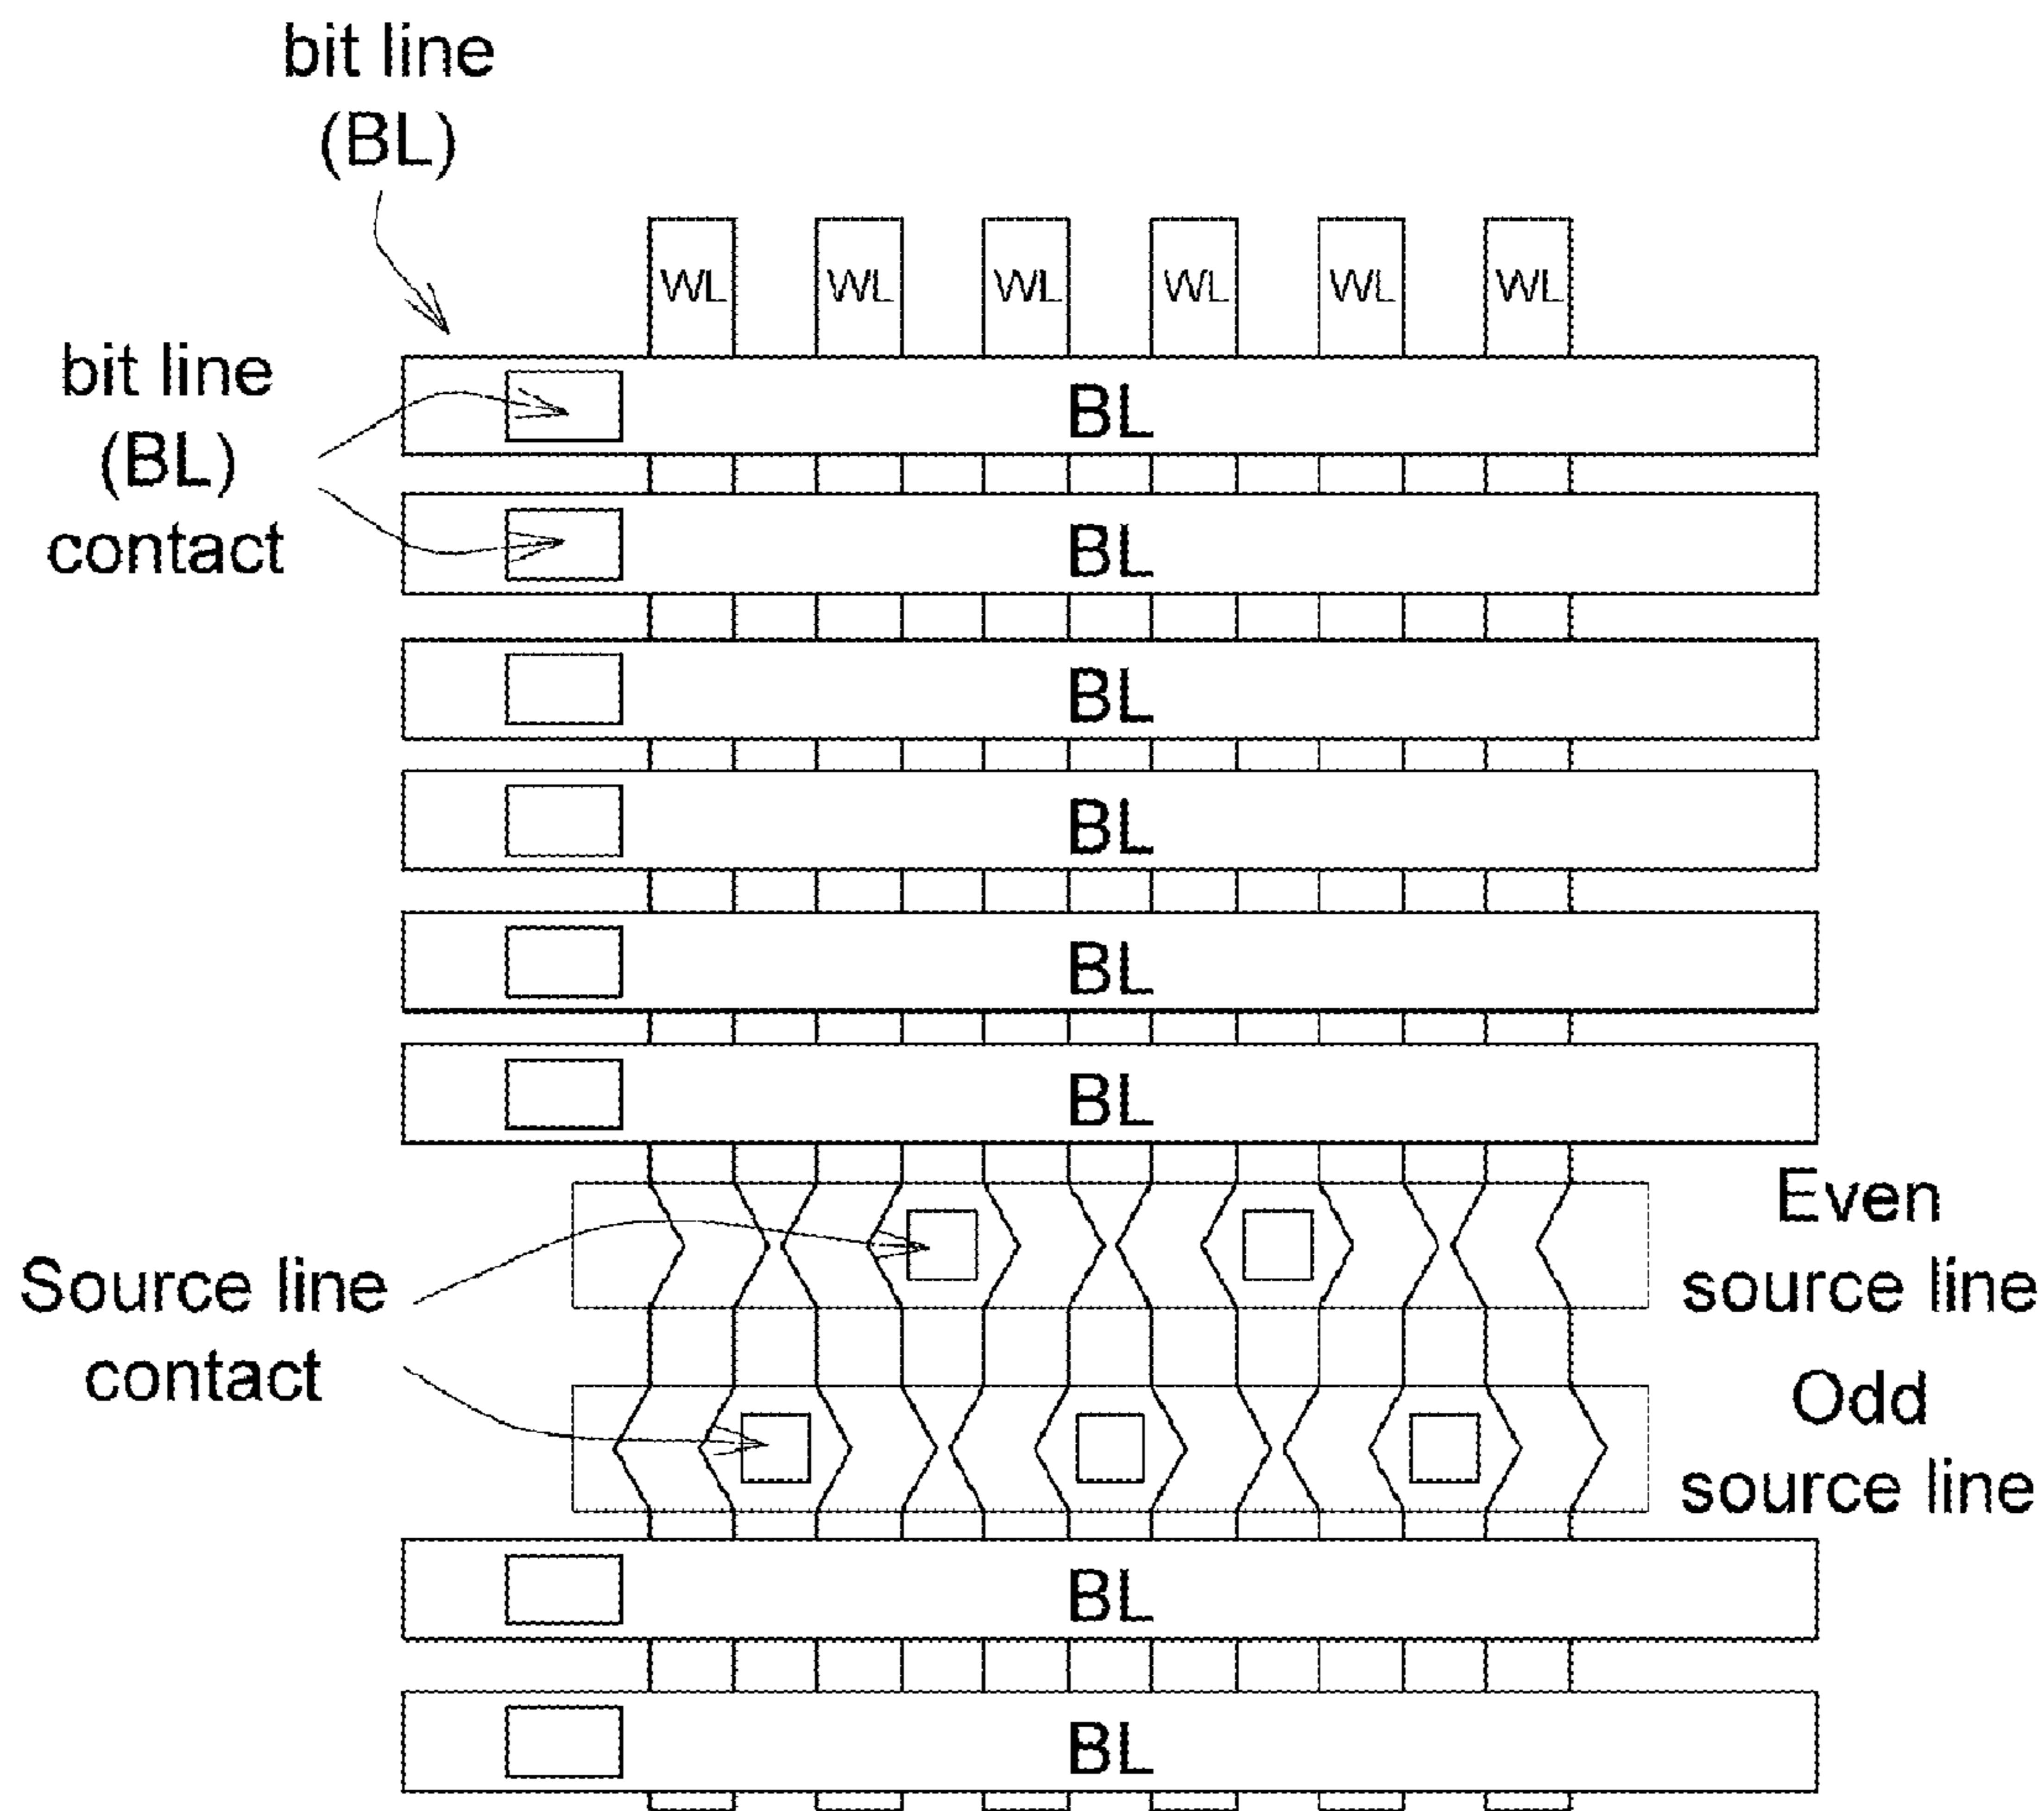 bit line
(BL)
WL WL WL WL WL WL
bit line
(BL)
contact
BL
BL
BL
BL
BL
BL
Even
source line
Source line
contact
Odd
source line
BL
BL